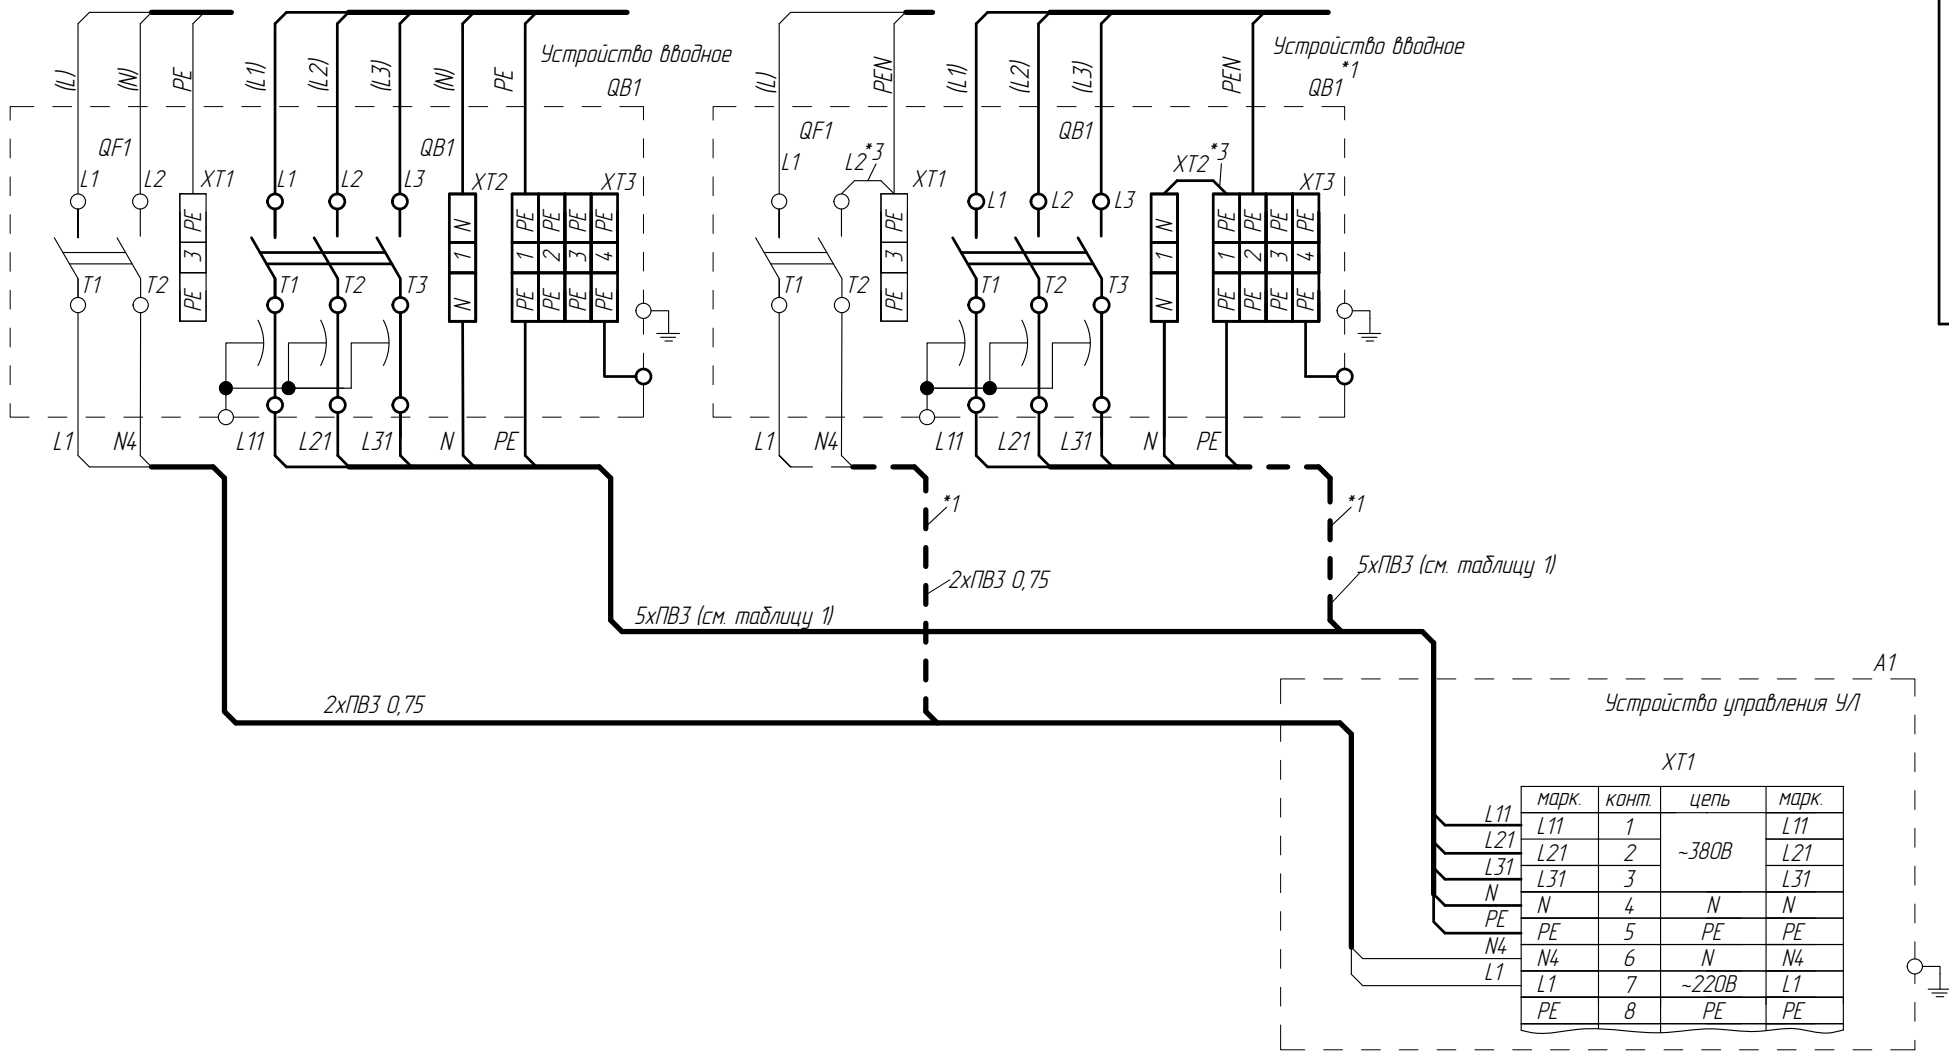 (L) (N) PE (L1) (L2) (L3) (N) PE
Устройство вводное
QB1
QF1 QB1
L1 L2 XT1 L1 L2 L3 XT2 XT3
PE 3 PE
N 1 N
PE 1 PE
PE 2 PE
PE 3 PE
PE 4 PE
T1 T2 T1 T2 T3
L1 N4 L11 L21 L31 N PE
(L) PEN (L1) (L2) (L3) PEN
Устройство вводное
*1
QB1
QF1 QB1
L1 L2 *3 XT1 L1 L2 L3 XT2 *3 XT3
PE 3 PE
N 1 N
PE 1 PE
PE 2 PE
PE 3 PE
PE 4 PE
T1 T2 T1 T2 T3
L1 N4 L11 L21 L31 N PE
*1
*1
2хПВ3 0,75
5хПВ3 (см. таблицу 1)
5хПВ3 (см. таблицу 1)
2хПВ3 0,75
A1
Устройство управления УЛ
XT1
марк. конт. цепь марк.
L11 L11 1 ~380В L11
L21 L21 2 L21
L31 L31 3 L31
N N 4 N N
PE PE 5 PE PE
N4 N4 6 N N4
L1 L1 7 ~220В L1
PE 8 PE PE